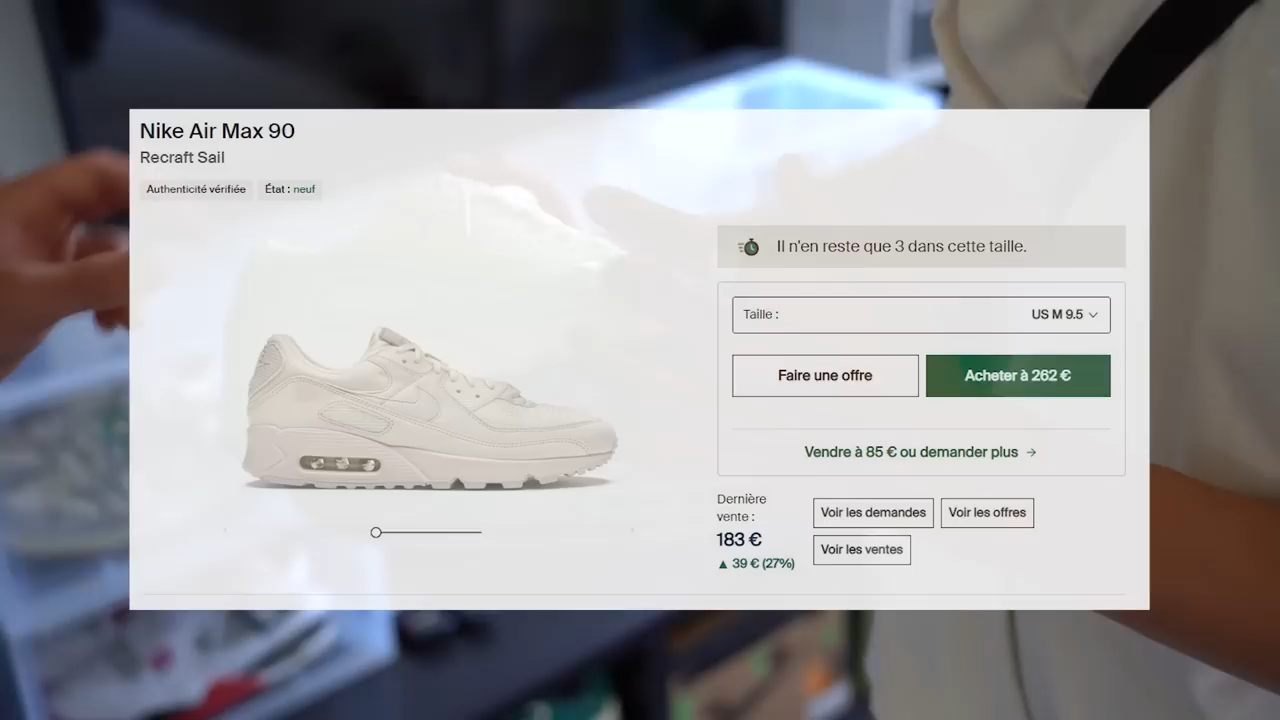 Nike Air Max 90
Recraft Sail
Authenticité vérifiée
État : neuf
Il n'en reste que 3 dans cette taille.
Taille :
US M 9.5
Faire une offre
Acheter à 262 €
Vendre à 85 € ou demander plus →
Dernière
vente :
183 €
▲ 39 € (27%)
Voir les demandes
Voir les offres
Voir les ventes